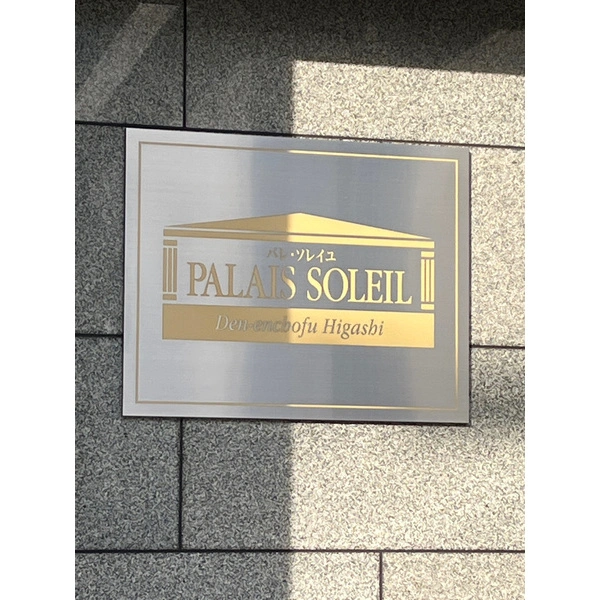 パレ・ソレイユ
PALAIS SOLEIL
Den-enchofu Higashi